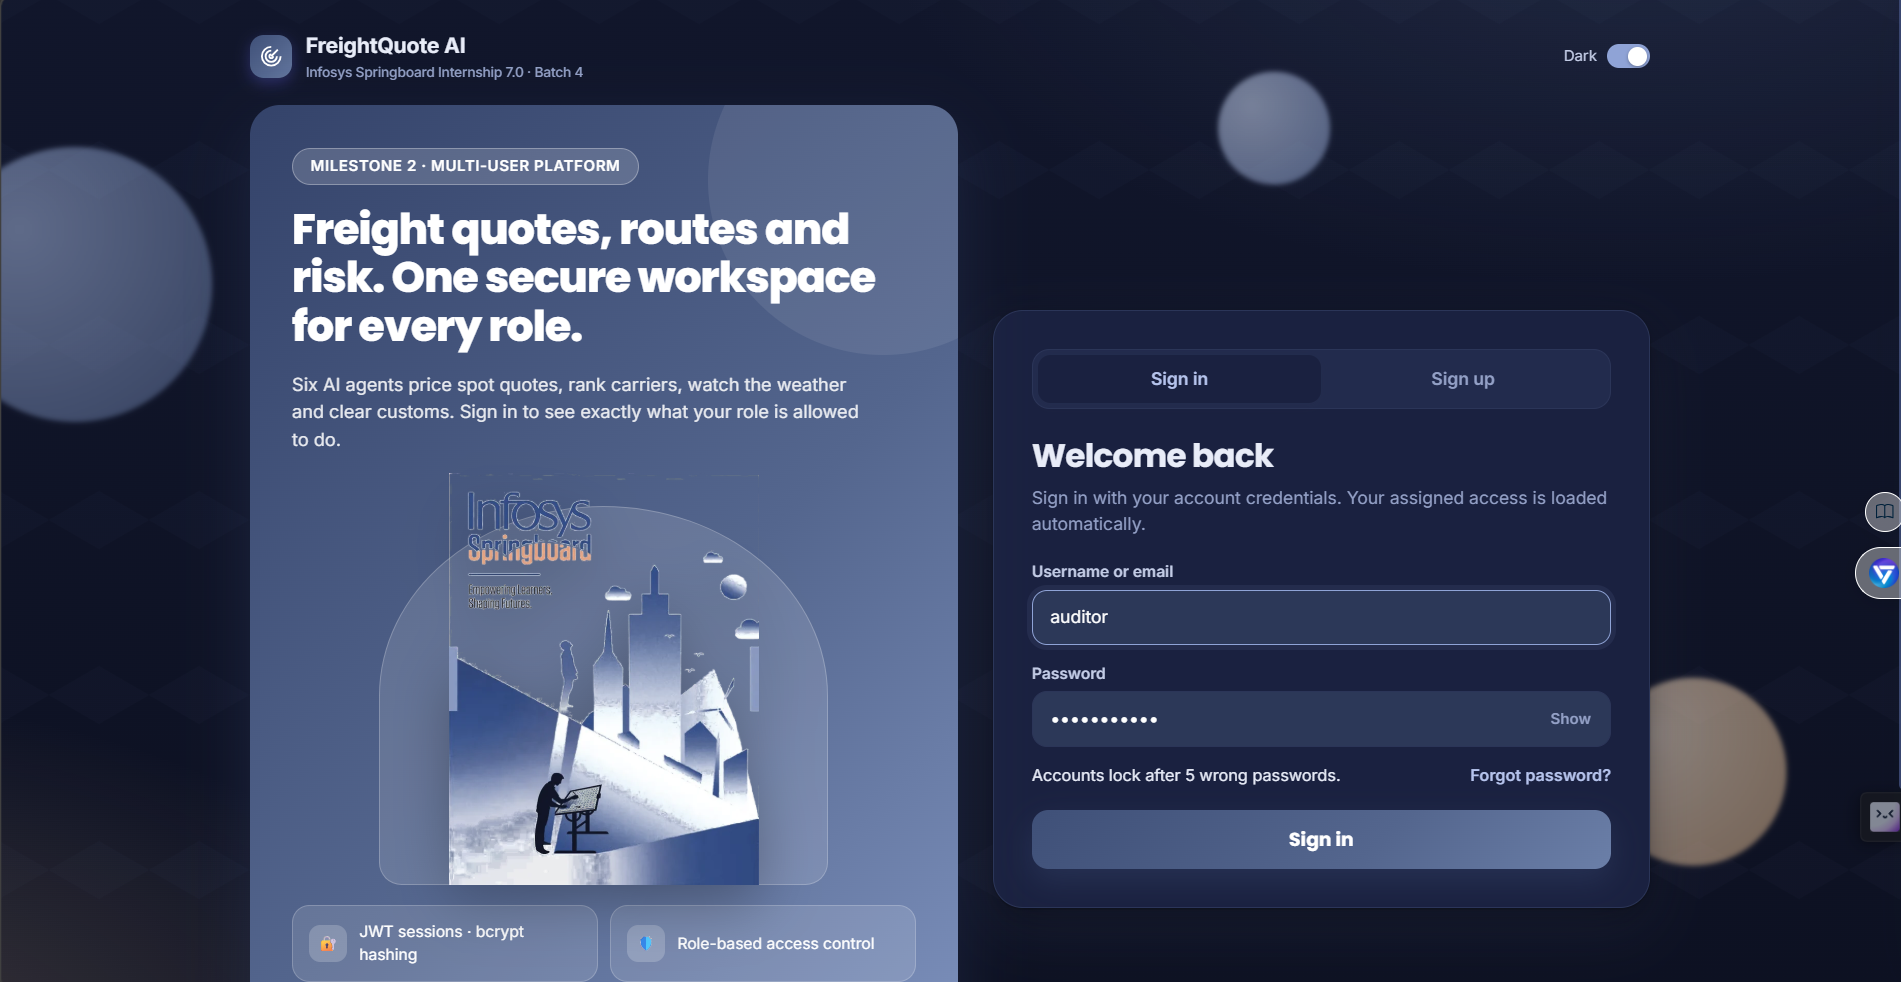 FreightQuote AI
Infosys Springboard Internship 7.0 · Batch 4
Dark
MILESTONE 2 · MULTI-USER PLATFORM
Freight quotes, routes and
risk. One secure workspace
for every role.
Six AI agents price spot quotes, rank carriers, watch the weather
and clear customs. Sign in to see exactly what your role is allowed
to do.
Infosys
Springboard
Empowering Learners.
Shaping Futures.
JWT sessions · bcrypt
hashing
Role-based access control
Sign in
Sign up
Welcome back
Sign in with your account credentials. Your assigned access is loaded
automatically.
Username or email
auditor
Password
•••••••••••
Show
Accounts lock after 5 wrong passwords.
Forgot password?
Sign in